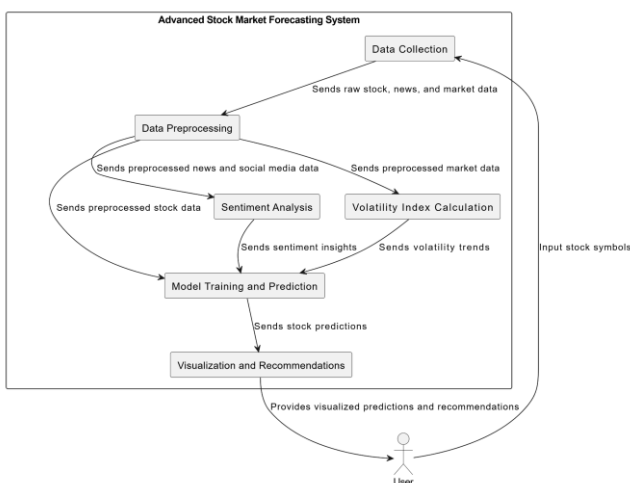 Advanced Stock Market Forecasting System
Data Collection
Sends raw stock, news, and market data
Data Preprocessing
Sends preprocessed news and social media data
Sends preprocessed market data
Sends preprocessed stock data
Sentiment Analysis
Volatility Index Calculation
Sends sentiment insights
Sends volatility trends
Input stock symbols
Model Training and Prediction
Sends stock predictions
Visualization and Recommendations
Provides visualized predictions and recommendations
User